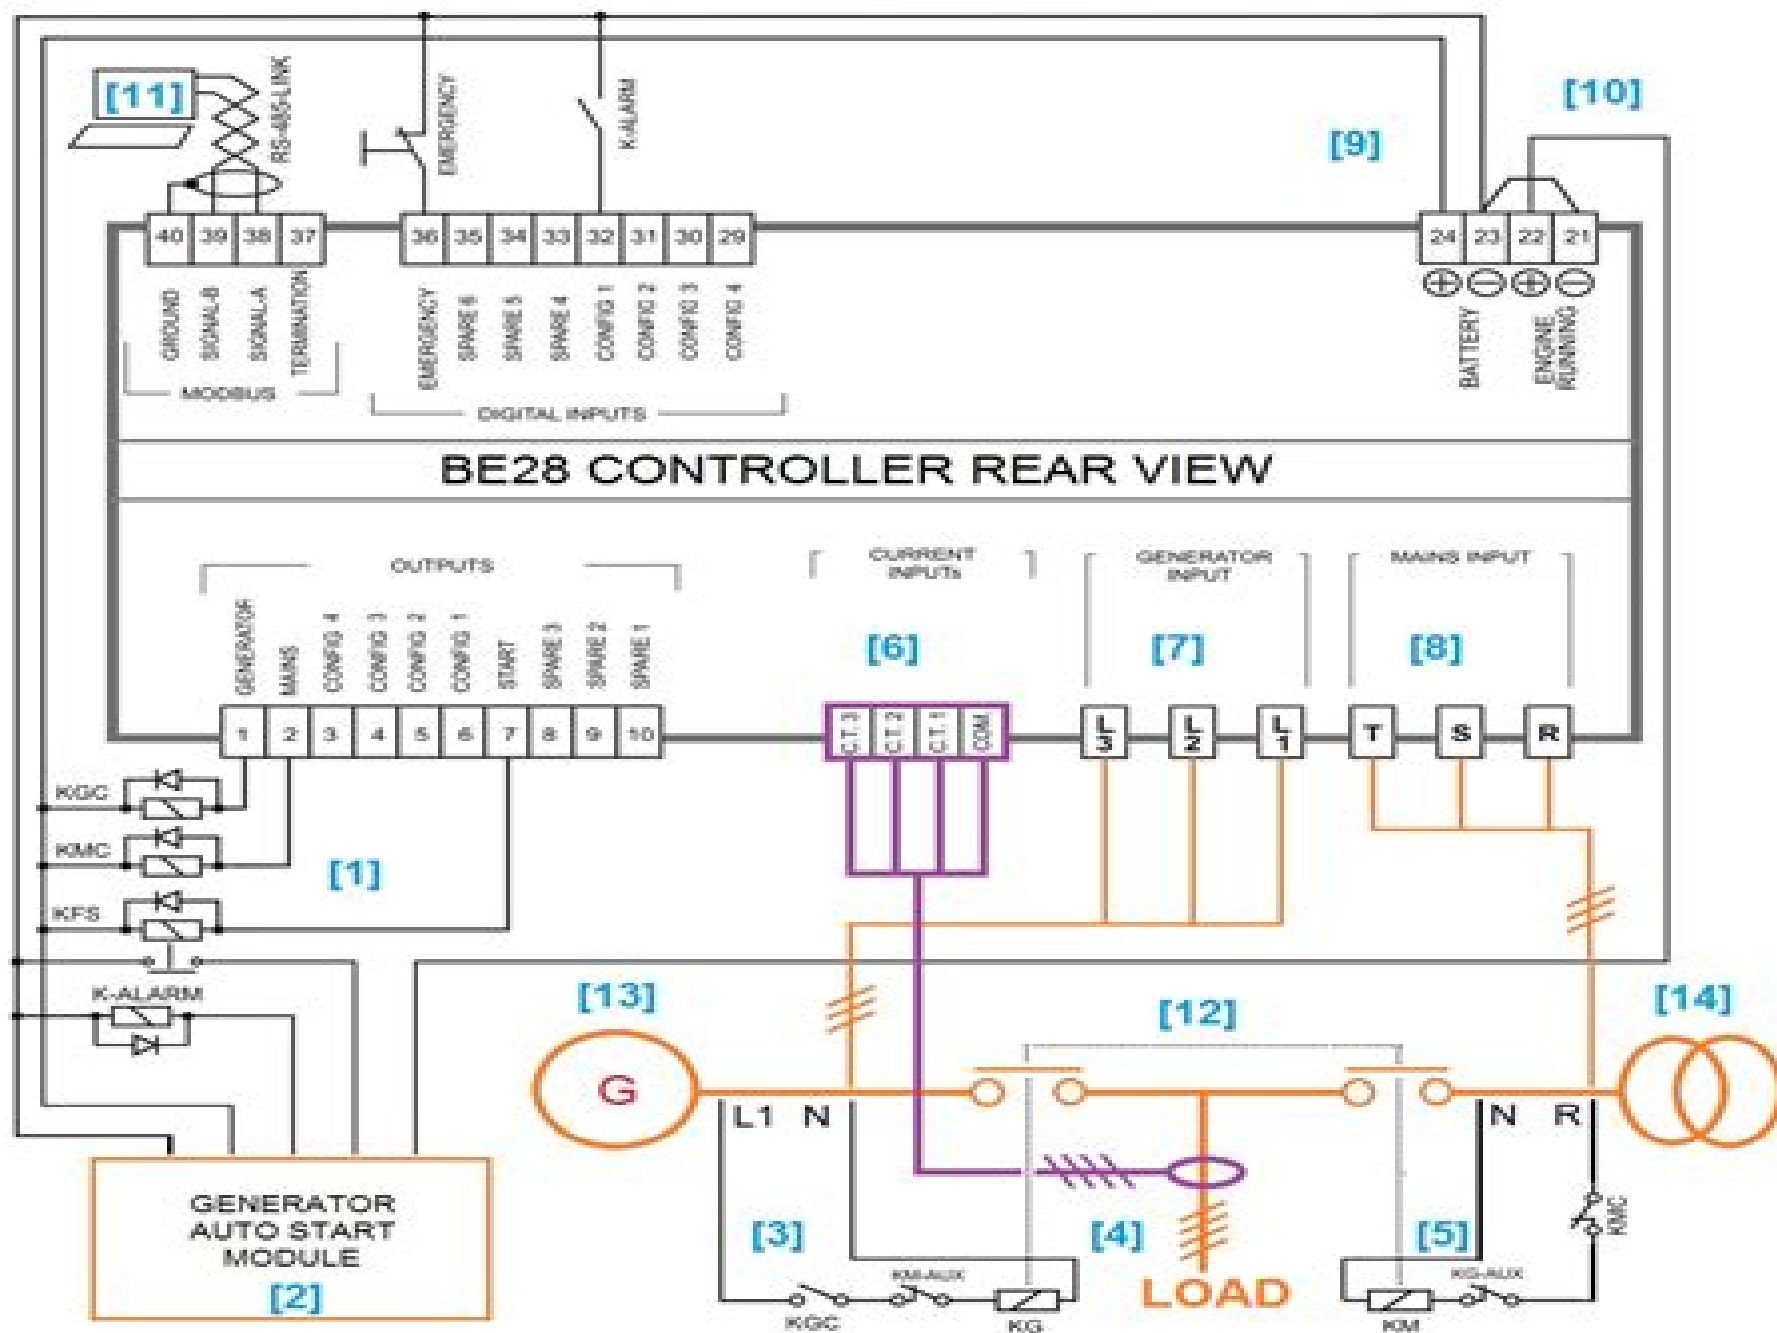 [11]
RS-485-LINK
EMERGENCY
K-ALARM
[9]
[10]
40 39 38 37
36 35 34 33 32 31 30 29
24 23 22 21
GROUND
SIGNAL-B
SIGNAL-A
TERMINATION
MODBUS
EMERGENCY
SPARE 6
SPARE 5
SPARE 4
CONFIG 1
CONFIG 2
CONFIG 3
CONFIG 4
DIGITAL INPUTS
BATTERY
ENGINE
RUNNING
BE28 CONTROLLER REAR VIEW
OUTPUTS
GENERATOR
MAINS
CONFIG 4
CONFIG 3
CONFIG 2
CONFIG 1
START
SPARE 3
SPARE 2
SPARE 1
CURRENT
INPUTs
[6]
GENERATOR
INPUT
[7]
MAINS INPUT
[8]
1 2 3 4 5 6 7 8 9 10
C.T. 3
C.T. 2
C.T. 1
COM
L3
L2
L1
T
S
R
KGC
KMC
[1]
KFS
K-ALARM
GENERATOR
AUTO START
MODULE
[2]
[13]
G
[12]
[14]
L1 N
N R
[3]
[4]
[5]
KMC
KGC
KM-AUX
KG
LOAD
KM
KG-AUX